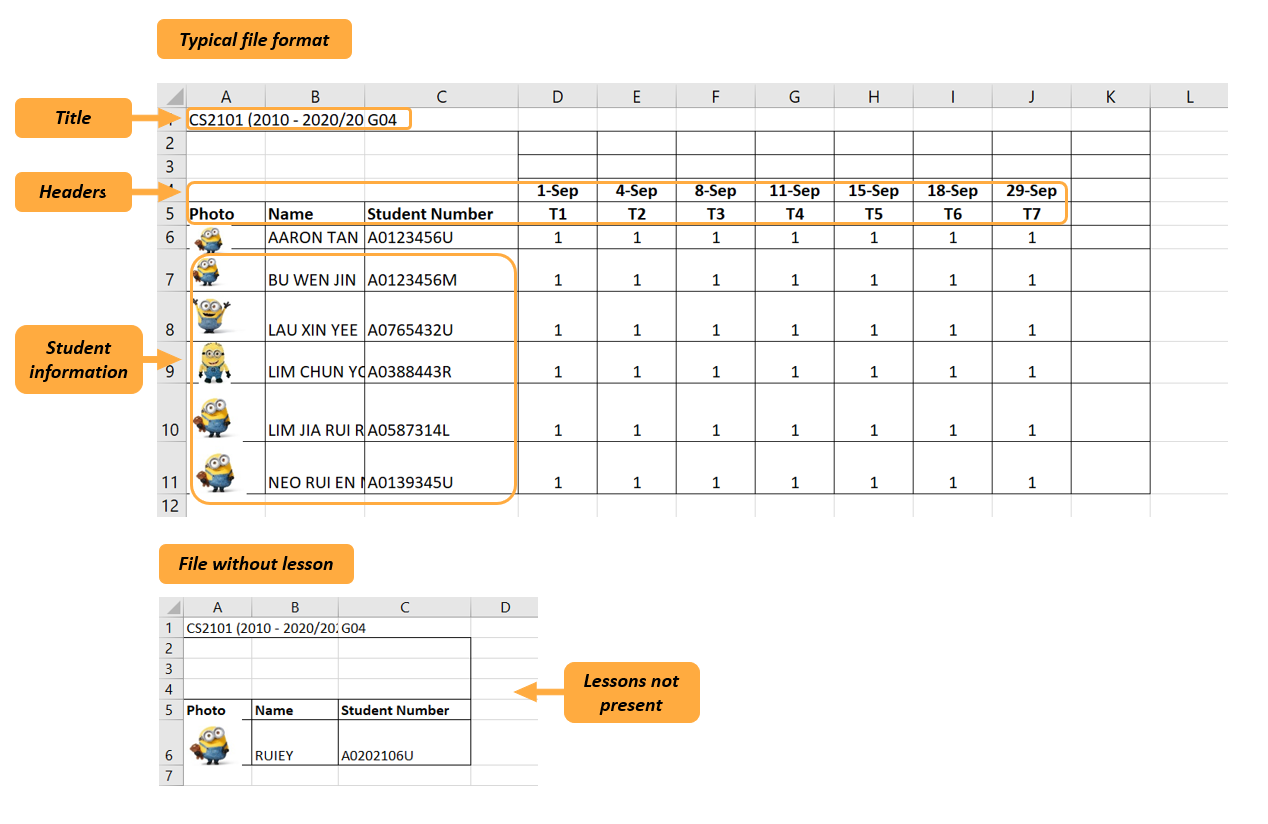 Typical file format
A B C D E F G H I J K L
Title
1 CS2101 (2010 - 2020/20 G04
2
3
Headers
4 1-Sep 4-Sep 8-Sep 11-Sep 15-Sep 18-Sep 29-Sep
5 Photo Name Student Number T1 T2 T3 T4 T5 T6 T7
6 AARON TAN A0123456U 1 1 1 1 1 1 1
7 BU WEN JIN A0123456M 1 1 1 1 1 1 1
8 LAU XIN YEE A0765432U 1 1 1 1 1 1 1
Student
information
9 LIM CHUN YO A0388443R 1 1 1 1 1 1 1
10 LIM JIA RUI R A0587314L 1 1 1 1 1 1 1
11 NEO RUI EN A0139345U 1 1 1 1 1 1 1
12
File without lesson
A B C D
1 CS2101 (2010 - 2020/202 G04
2
3
4
Lessons not
present
5 Photo Name Student Number
6 RUIEY A0202106U
7